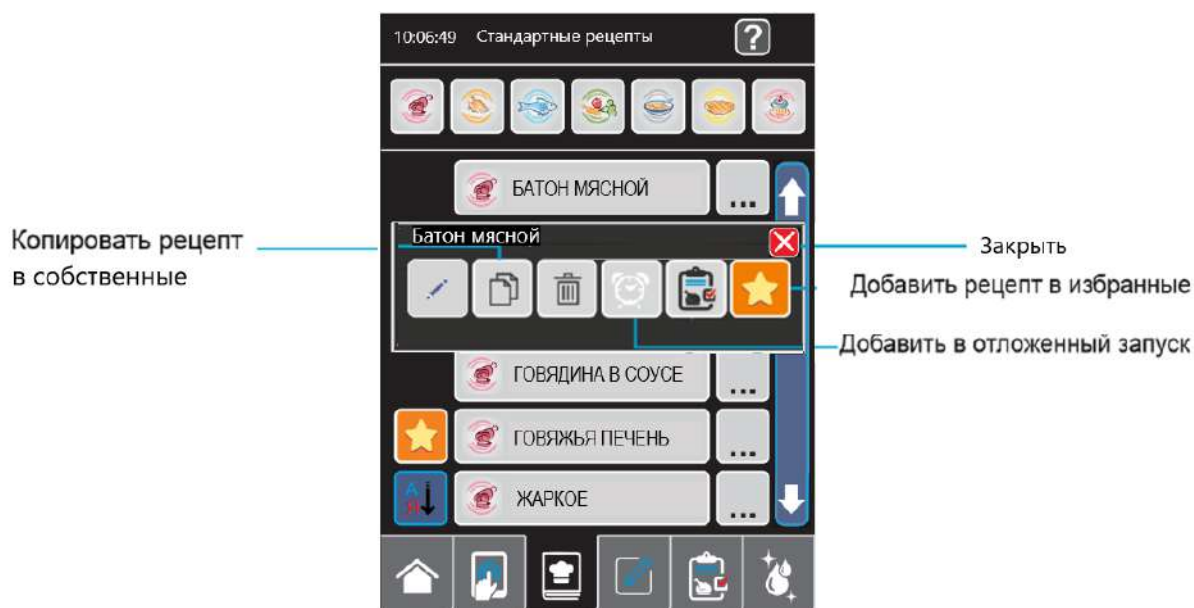 10:06:49 Стандартные рецепты ?
БАТОН МЯСНОЙ ...
Копировать рецепт
в собственные
Батон мясной
Закрыть
Добавить рецепт в избранные
Добавить в отложенный запуск
ГОВЯДИНА В СОУСЕ ...
ГОВЯЖЬЯ ПЕЧЕНЬ ...
А
Я
ЖАРКОЕ ...